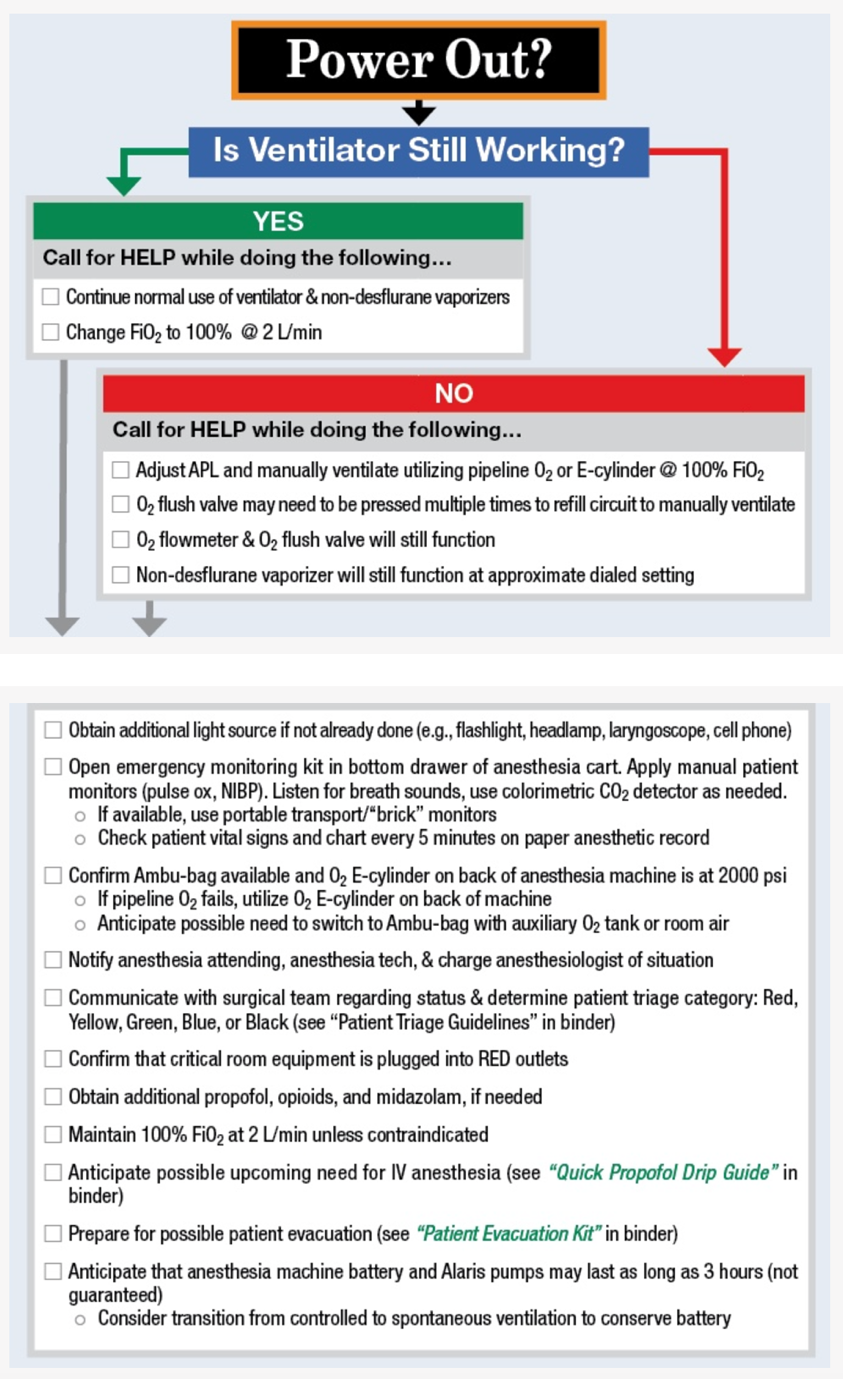 Power Out?
Is Ventilator Still Working?
YES
Call for HELP while doing the following...
☐ Continue normal use of ventilator & non-desflurane vaporizers
☐ Change FiO₂ to 100% @ 2 L/min
NO
Call for HELP while doing the following...
☐ Adjust APL and manually ventilate utilizing pipeline O₂ or E-cylinder @ 100% FiO₂
☐ O₂ flush valve may need to be pressed multiple times to refill circuit to manually ventilate
☐ O₂ flowmeter & O₂ flush valve will still function
☐ Non-desflurane vaporizer will still function at approximate dialed setting
☐ Obtain additional light source if not already done (e.g., flashlight, headlamp, laryngoscope, cell phone)
☐ Open emergency monitoring kit in bottom drawer of anesthesia cart. Apply manual patient
monitors (pulse ox, NIBP). Listen for breath sounds, use colorimetric CO₂ detector as needed.
○ If available, use portable transport/“brick” monitors
○ Check patient vital signs and chart every 5 minutes on paper anesthetic record
☐ Confirm Ambu-bag available and O₂ E-cylinder on back of anesthesia machine is at 2000 psi
○ If pipeline O₂ fails, utilize O₂ E-cylinder on back of machine
○ Anticipate possible need to switch to Ambu-bag with auxiliary O₂ tank or room air
☐ Notify anesthesia attending, anesthesia tech, & charge anesthesiologist of situation
☐ Communicate with surgical team regarding status & determine patient triage category: Red,
Yellow, Green, Blue, or Black (see “Patient Triage Guidelines” in binder)
☐ Confirm that critical room equipment is plugged into RED outlets
☐ Obtain additional propofol, opioids, and midazolam, if needed
☐ Maintain 100% FiO₂ at 2 L/min unless contraindicated
☐ Anticipate possible upcoming need for IV anesthesia (see “Quick Propofol Drip Guide” in
binder)
☐ Prepare for possible patient evacuation (see “Patient Evacuation Kit” in binder)
☐ Anticipate that anesthesia machine battery and Alaris pumps may last as long as 3 hours (not
guaranteed)
○ Consider transition from controlled to spontaneous ventilation to conserve battery